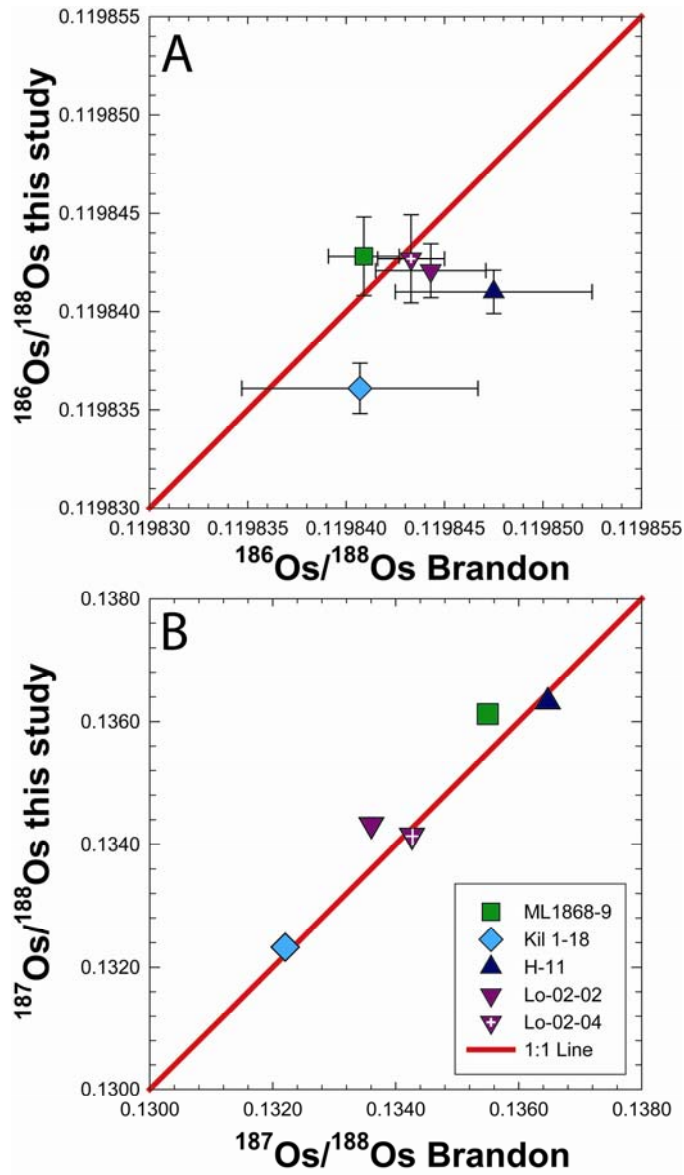 A
0.119855
0.119850
0.119845
0.119840
0.119835
0.119830
186Os/188Os this study
0.119830 0.119835 0.119840 0.119845 0.119850 0.119855
186Os/188Os Brandon
B
0.1380
0.1360
0.1340
0.1320
0.1300
187Os/188Os this study
ML1868-9
Kil 1-18
H-11
Lo-02-02
Lo-02-04
1:1 Line
0.1300 0.1320 0.1340 0.1360 0.1380
187Os/188Os Brandon